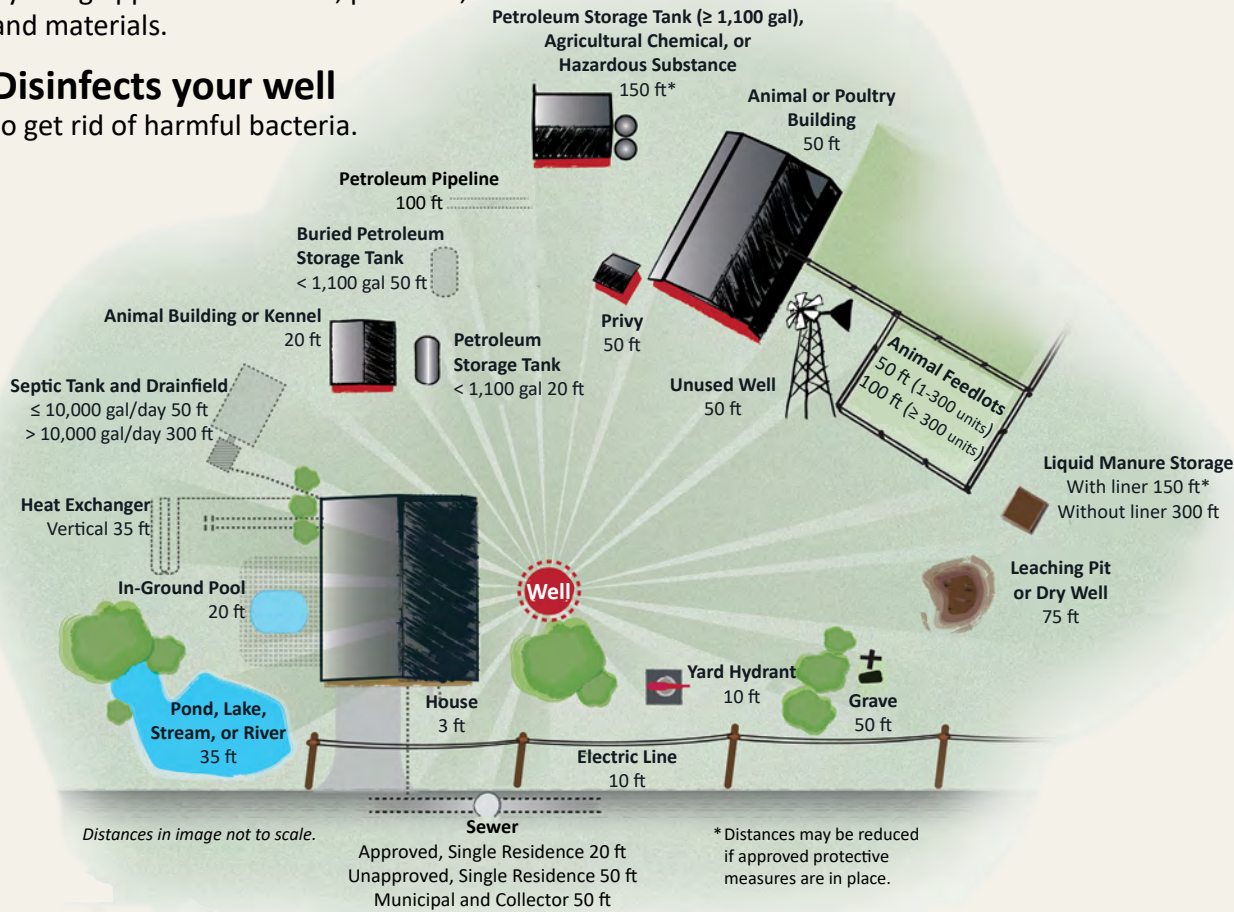 and materials.
Disinfects your well
o get rid of harmful bacteria.
Petroleum Storage Tank (≥ 1,100 gal),
Agricultural Chemical, or
Hazardous Substance
150 ft*
Animal or Poultry
Building
50 ft
Petroleum Pipeline
100 ft
Buried Petroleum
Storage Tank
< 1,100 gal 50 ft
Animal Building or Kennel
20 ft
Petroleum
Storage Tank
< 1,100 gal 20 ft
Privy
50 ft
Unused Well
50 ft
Animal Feedlots
50 ft (1-300 units)
100 ft (≥ 300 units)
Septic Tank and Drainfield
≤ 10,000 gal/day 50 ft
> 10,000 gal/day 300 ft
Liquid Manure Storage
With liner 150 ft*
Without liner 300 ft
Heat Exchanger
Vertical 35 ft
In-Ground Pool
20 ft
Well
Leaching Pit
or Dry Well
75 ft
Pond, Lake,
Stream, or River
35 ft
House
3 ft
Yard Hydrant
10 ft
Grave
50 ft
Electric Line
10 ft
Distances in image not to scale.
Sewer
Approved, Single Residence 20 ft
Unapproved, Single Residence 50 ft
Municipal and Collector 50 ft
* Distances may be reduced
if approved protective
measures are in place.